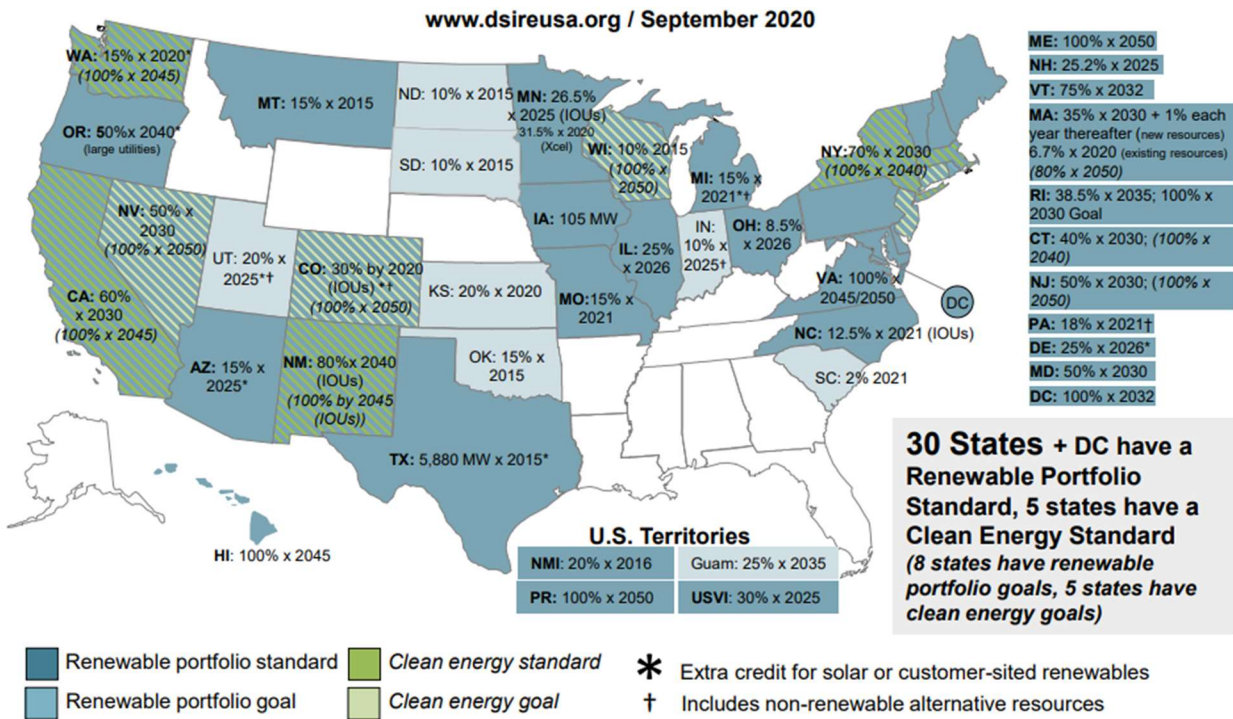 www.dsireusa.org / September 2020
WA: 15% x 2020*
(100% x 2045)
OR: 50%x 2040*
(large utilities)
MT: 15% x 2015
ND: 10% x 2015
SD: 10% x 2015
MN: 26.5%
x 2025 (IOUs)
31.5% x 2020
(Xcel)
WI: 10% 2015
(100% x
2050)
MI: 15% x
2021*†
NY:70% x 2030
(100% x 2040)
NV: 50% x
2030
(100% x 2050)
UT: 20% x
2025*†
CO: 30% by 2020
(IOUs) *†
(100% x 2050)
CA: 60%
x 2030
(100% x 2045)
IA: 105 MW
IL: 25%
x 2026
IN:
10% x
2025†
OH: 8.5%
x 2026
KS: 20% x 2020
MO:15% x
2021
VA: 100% x
2045/2050
DC
NC: 12.5% x 2021 (IOUs)
SC: 2% 2021
AZ: 15% x
2025*
NM: 80%x 2040
(IOUs)
(100% by 2045
(IOUs))
OK: 15% x
2015
TX: 5,880 MW x 2015*
HI: 100% x 2045
ME: 100% x 2050
NH: 25.2% x 2025
VT: 75% x 2032
MA: 35% x 2030 + 1% each
year thereafter (new resources)
6.7% x 2020 (existing resources)
(80% x 2050)
RI: 38.5% x 2035; 100% x
2030 Goal
CT: 40% x 2030; (100% x
2040)
NJ: 50% x 2030; (100% x
2050)
PA: 18% x 2021†
DE: 25% x 2026*
MD: 50% x 2030
DC: 100% x 2032
30 States + DC have a
Renewable Portfolio
Standard, 5 states have a
Clean Energy Standard
(8 states have renewable
portfolio goals, 5 states have
clean energy goals)
U.S. Territories
NMI: 20% x 2016
Guam: 25% x 2035
PR: 100% x 2050
USVI: 30% x 2025
Renewable portfolio standard
Clean energy standard
* Extra credit for solar or customer-sited renewables
Renewable portfolio goal
Clean energy goal
† Includes non-renewable alternative resources